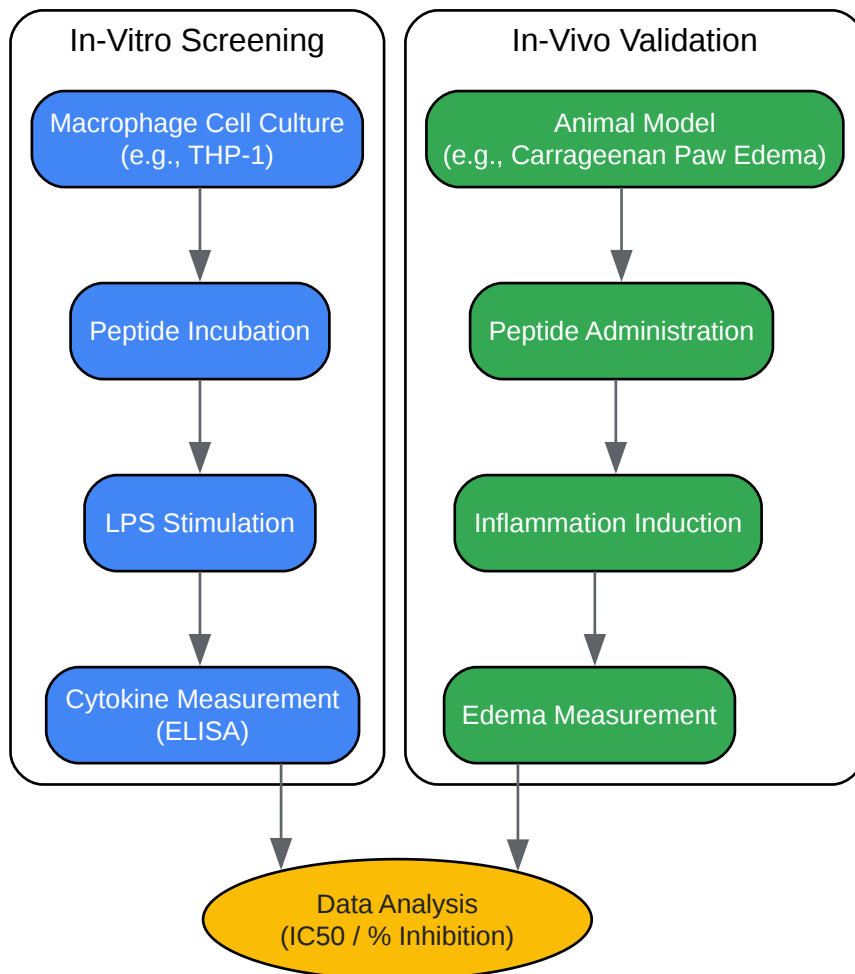 In-Vitro Screening
Macrophage Cell Culture
(e.g., THP-1)
Peptide Incubation
LPS Stimulation
Cytokine Measurement
(ELISA)
In-Vivo Validation
Animal Model
(e.g., Carrageenan Paw Edema)
Peptide Administration
Inflammation Induction
Edema Measurement
Data Analysis
(IC50 / % Inhibition)